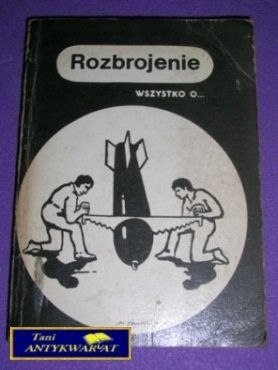 Rozbrojenie
WSZYSTKO O...
Tani
ANTYKWARIAT